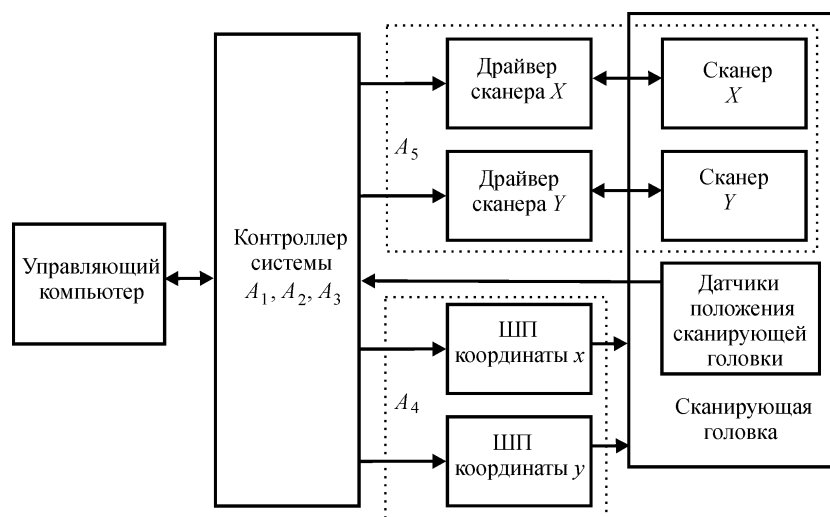 Управляющий
компьютер
Контроллер
системы
A1, A2, A3
Драйвер
сканера X
Сканер
X
A5
Драйвер
сканера Y
Сканер
Y
Датчики
положения
сканирующей
головки
ШП
координаты x
A4
ШП
координаты y
Сканирующая
головка